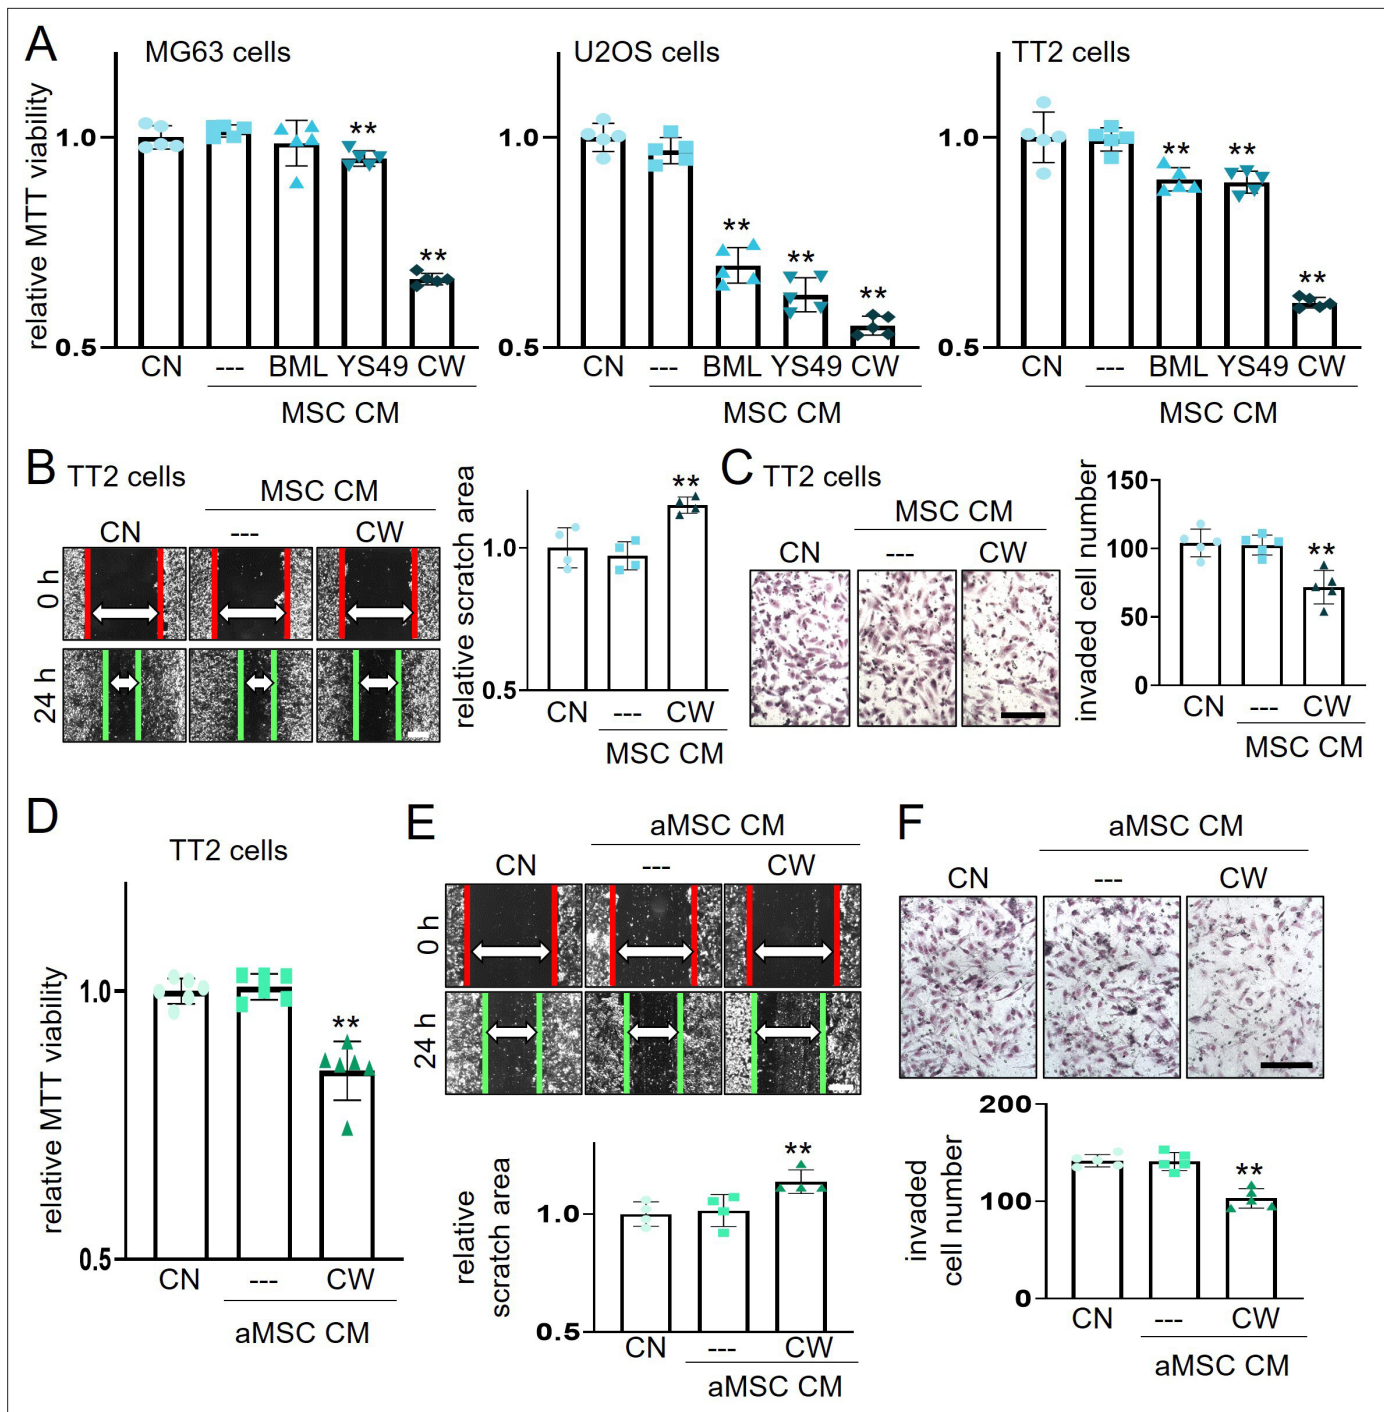 A
MG63 cells
U2OS cells
TT2 cells
relative MTT viability
1.0
0.5
**
**
CN
---
BML
YS49
CW
MSC CM
1.0
0.5
**
**
**
CN
---
BML
YS49
CW
MSC CM
1.0
0.5
**
**
**
CN
---
BML
YS49
CW
MSC CM
B
TT2 cells
MSC CM
CN
---
CW
0 h
24 h
relative scratch area
1.0
0.5
**
CN
---
CW
MSC CM
C
TT2 cells
MSC CM
CN
---
CW
invaded cell number
150
100
50
0
**
CN
---
CW
MSC CM
D
TT2 cells
relative MTT viability
1.0
0.5
**
CN
---
CW
aMSC CM
E
aMSC CM
CN
---
CW
0 h
24 h
relative
scratch area
1.0
0.5
**
CN
---
CW
aMSC CM
F
aMSC CM
CN
---
CW
invaded
cell number
200
100
0
**
CN
---
CW
aMSC CM